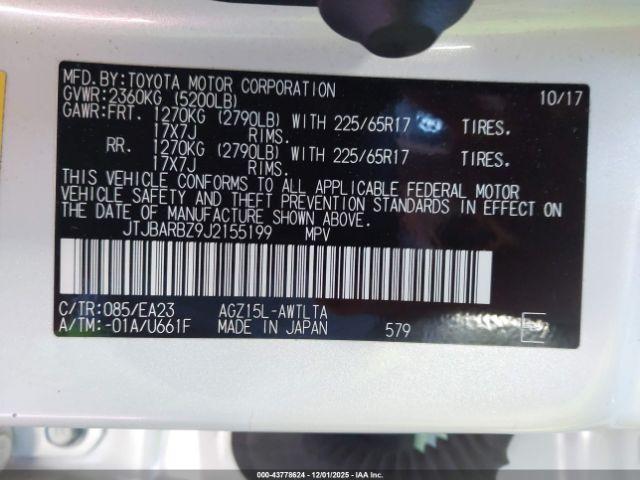 MFD.BY:TOYOTA MOTOR CORPORATION 10/17
GVWR:2360KG (5200LB)
GAWR:FRT. 1270KG (2790LB) WITH 225/65R17 TIRES.
17X7J RIMS.
RR. 1270KG (2790LB) WITH 225/65R17 TIRES.
17X7J RIMS.
THIS VEHICLE CONFORMS TO ALL APPLICABLE FEDERAL MOTOR
VEHICLE SAFETY AND THEFT PREVENTION STANDARDS IN EFFECT ON
THE DATE OF MANUFACTURE SHOWN ABOVE.
JTJBARBZ9J2155199 MPV
C/TR:085/EA23 AGZ15L-AWTLTA
A/TM:-01A/U661F MADE IN JAPAN 579
000-43778624 - 12/01/2025 - IAA Inc.